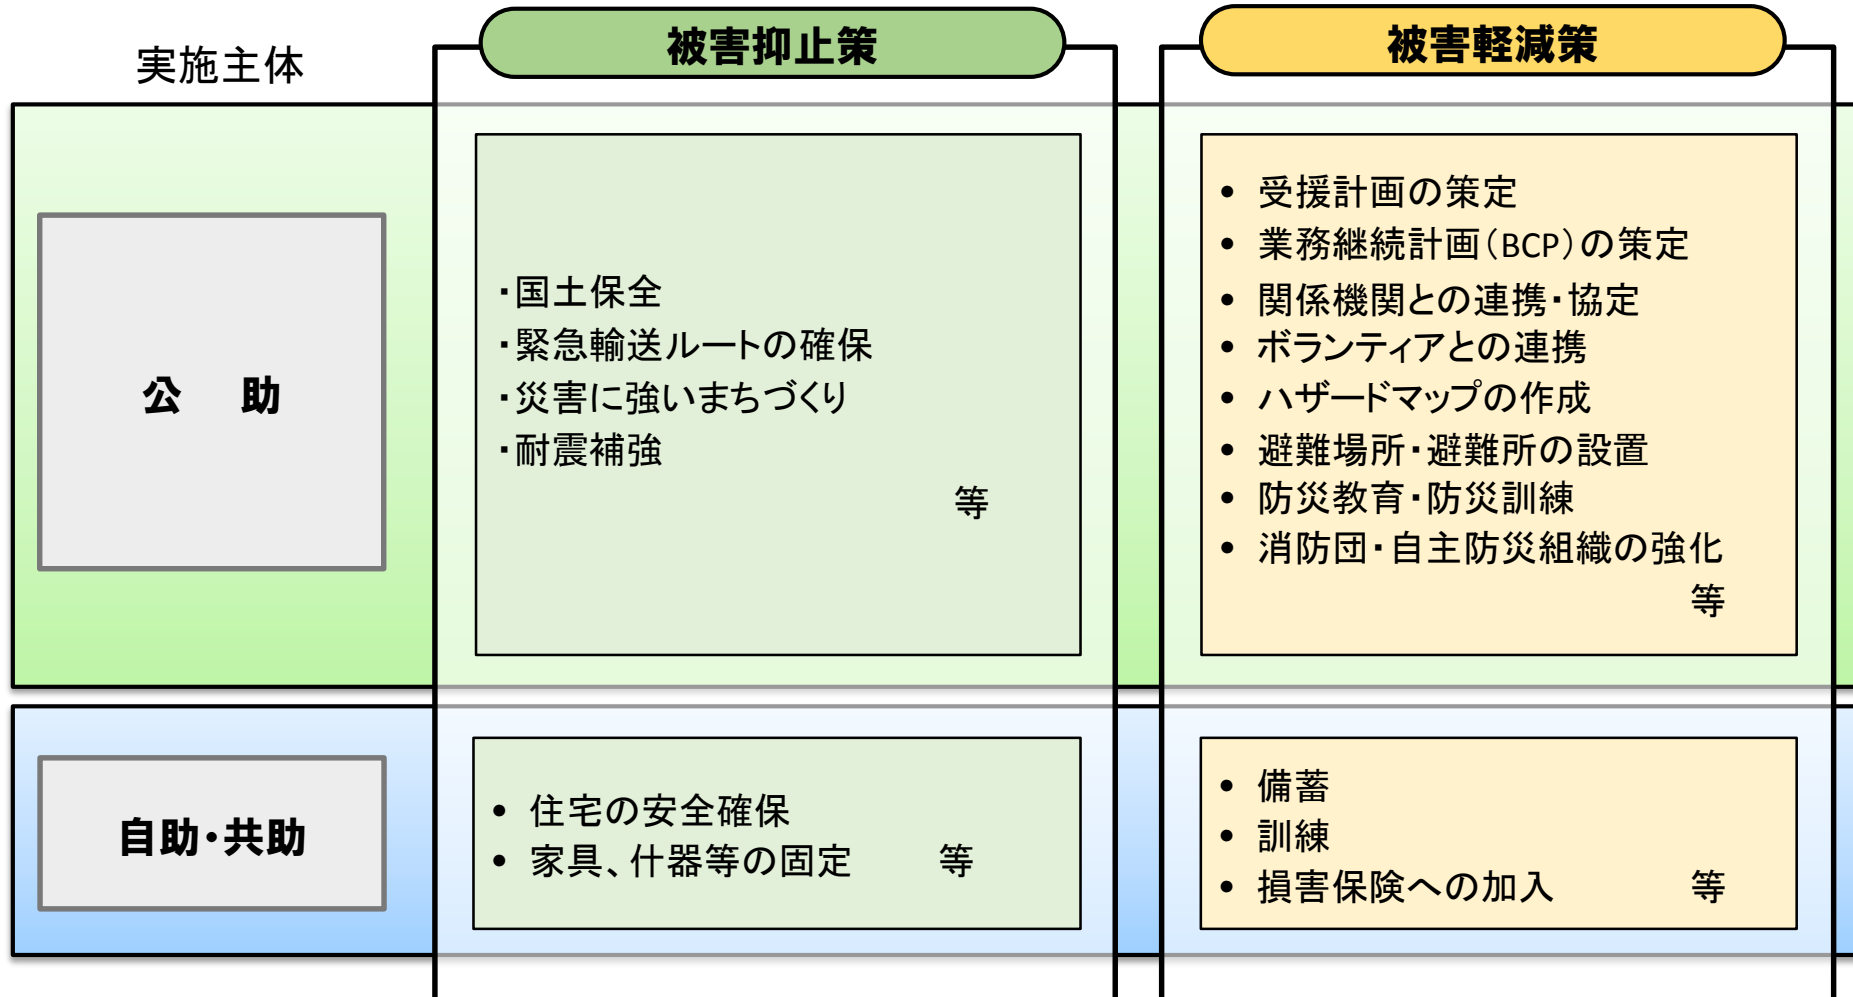 実施主体
被害抑止策
被害軽減策
公 助
・国土保全
・緊急輸送ルートの確保
・災害に強いまちづくり
・耐震補強
等
• 受援計画の策定
• 業務継続計画(BCP)の策定
• 関係機関との連携・協定
• ボランティアとの連携
• ハザードマップの作成
• 避難場所・避難所の設置
• 防災教育・防災訓練
• 消防団・自主防災組織の強化
等
自助・共助
• 住宅の安全確保
• 家具、什器等の固定 等
• 備蓄
• 訓練
• 損害保険への加入 等